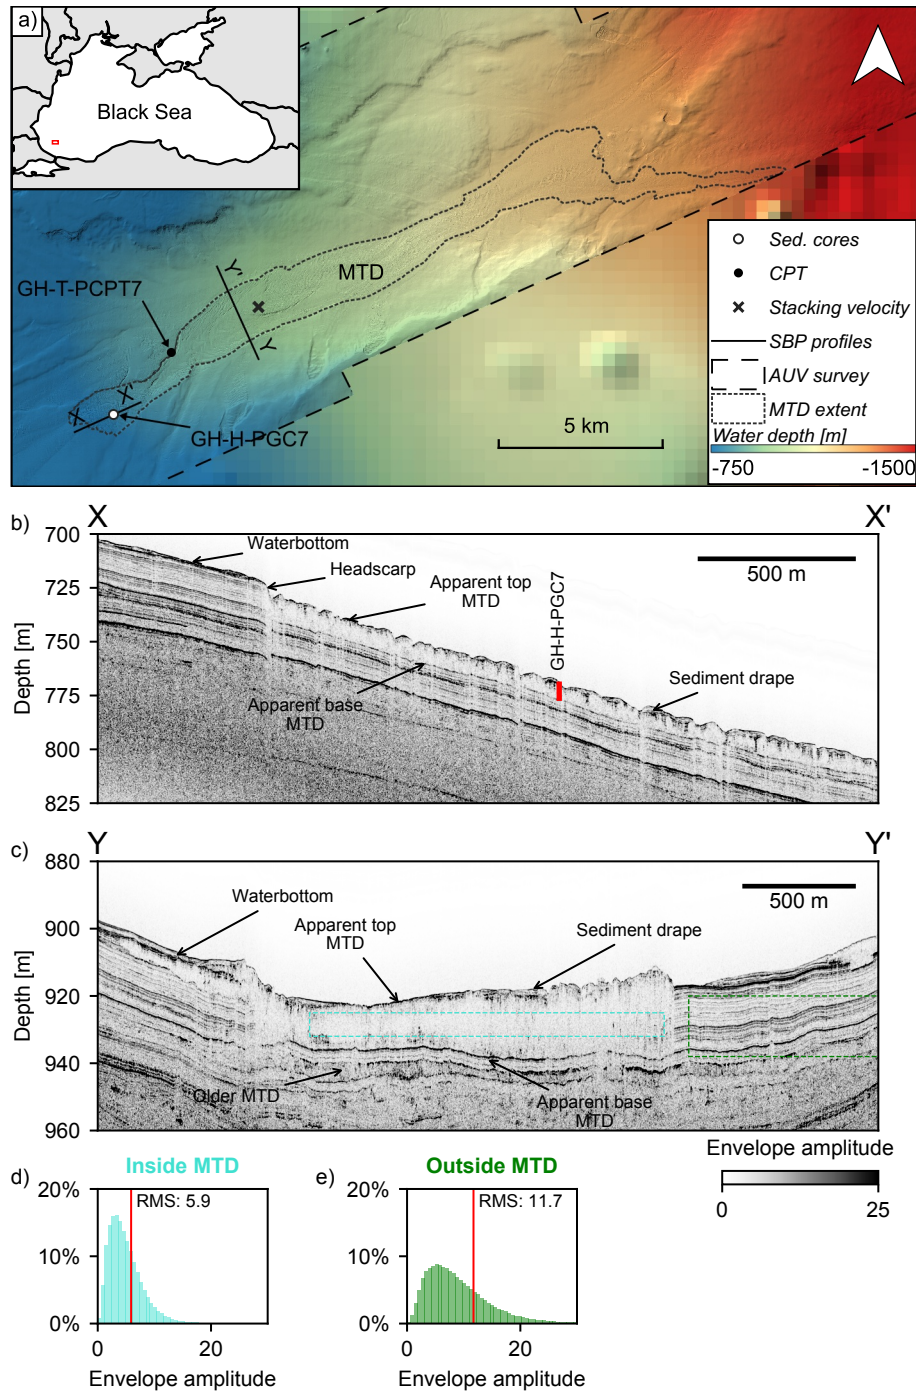 a)
Black Sea
MTD
GH-T-PCPT7
Y'
Y
X
X
GH-H-PGC7
5 km
Sed. cores
CPT
Stacking velocity
SBP profiles
AUV survey
MTD extent
Water depth [m]
-750 -1500
b)
X X'
700
725
750
775
800
825
Depth [m]
Waterbottom
Headscarp
Apparent top
MTD
500 m
GH-H-PGC7
Sediment drape
Apparent base
MTD
c)
Y Y'
880
900
920
940
960
Depth [m]
Waterbottom
Apparent top
MTD
Sediment drape
500 m
Older MTD
Apparent base
MTD
Envelope amplitude
0 25
d)
Inside MTD
20%
10%
0%
RMS: 5.9
0 20
Envelope amplitude
e)
Outside MTD
20%
10%
0%
RMS: 11.7
0 20
Envelope amplitude